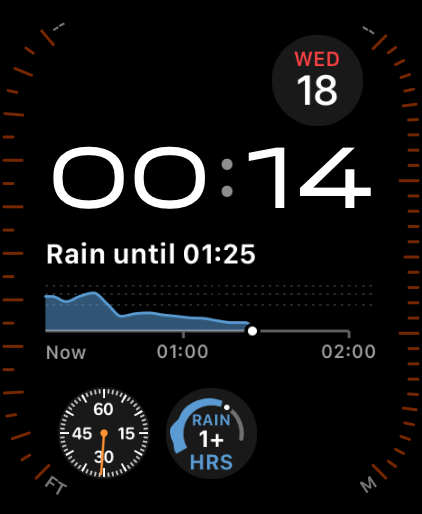 --
--
WED
18
00:14
Rain until 01:25
Now 01:00 02:00
60
45 15
30
RAIN
1+
HRS
FT M